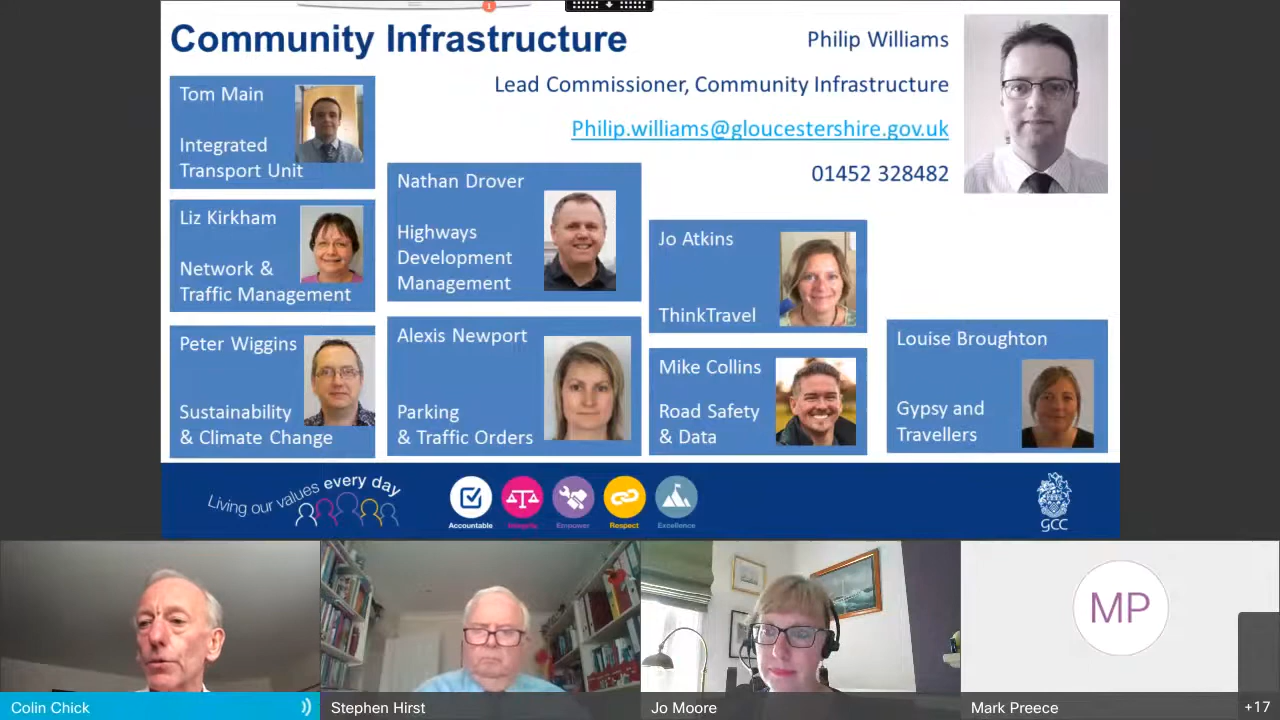 1
Community Infrastructure
Philip Williams
Lead Commissioner, Community Infrastructure
Philip.williams@gloucestershire.gov.uk
01452 328482
Tom Main
Integrated
Transport Unit
Liz Kirkham
Network &
Traffic Management
Peter Wiggins
Sustainability
& Climate Change
Nathan Drover
Highways
Development
Management
Alexis Newport
Parking
& Traffic Orders
Jo Atkins
ThinkTravel
Mike Collins
Road Safety
& Data
Louise Broughton
Gypsy and
Travellers
Living our values every day
Accountable
Integrity
Empower
Respect
Excellence
GCC
MP
Colin Chick
Stephen Hirst
Jo Moore
Mark Preece
+17